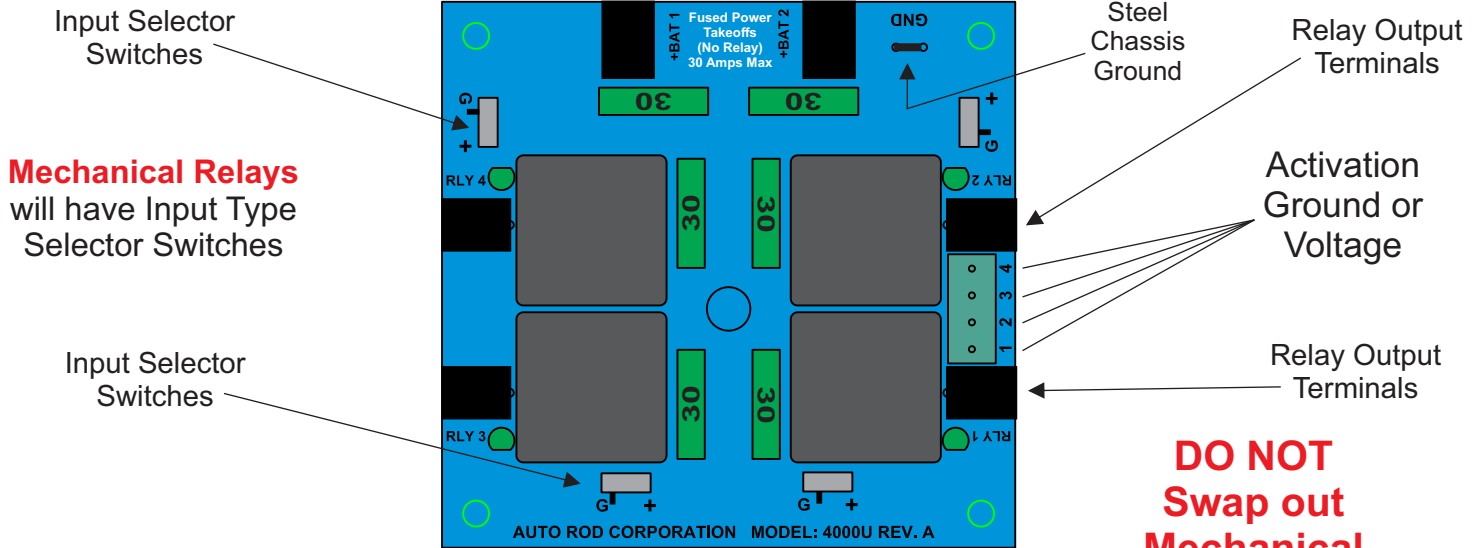 Input Selector
Switches
+BAT 1
Fused Power
Takeoffs
(No Relay)
30 Amps Max
+BAT 2
GND
Steel
Chassis
Ground
Relay Output
Terminals
30
30
G
+
+
G
Mechanical Relays
will have Input Type
Selector Switches
RLY 4
30
30
RLY 2
Activation
Ground or
Voltage
4
3
2
1
Input Selector
Switches
RLY 3
30
30
RLY 1
Relay Output
Terminals
G
+
G
+
AUTO ROD CORPORATION MODEL: 4000U REV. A
DO NOT
Swap out
Mechanical